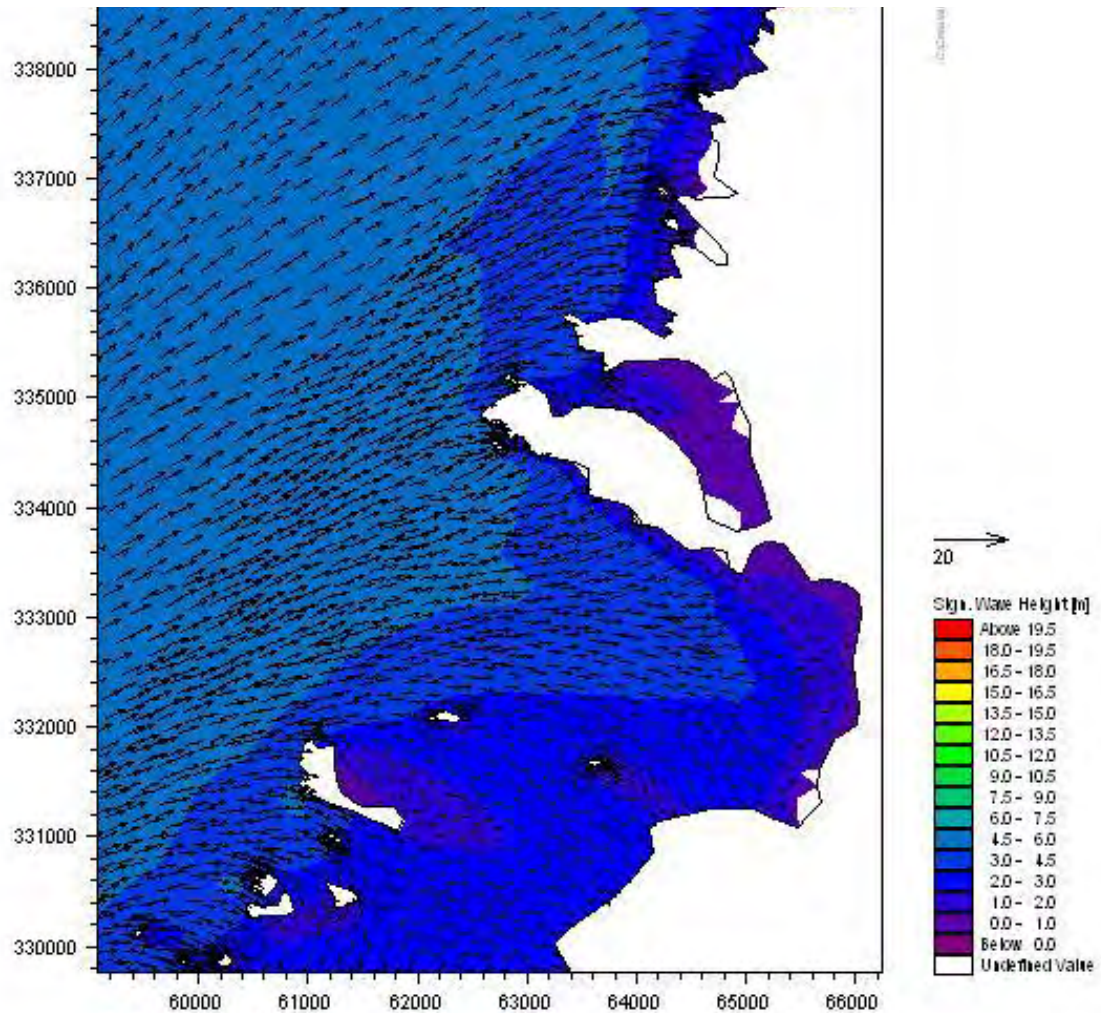 338000
337000
336000
335000
334000
333000
332000
331000
330000
60000 61000 62000 63000 64000 65000 66000
20
Sign. Wave Height [m]
Above 19.5
18.0 - 19.5
16.5 - 18.0
15.0 - 16.5
13.5 - 15.0
12.0 - 13.5
10.5 - 12.0
9.0 - 10.5
7.5 - 9.0
6.0 - 7.5
4.5 - 6.0
3.0 - 4.5
2.0 - 3.0
1.0 - 2.0
0.0 - 1.0
Below 0.0
Undefined Value